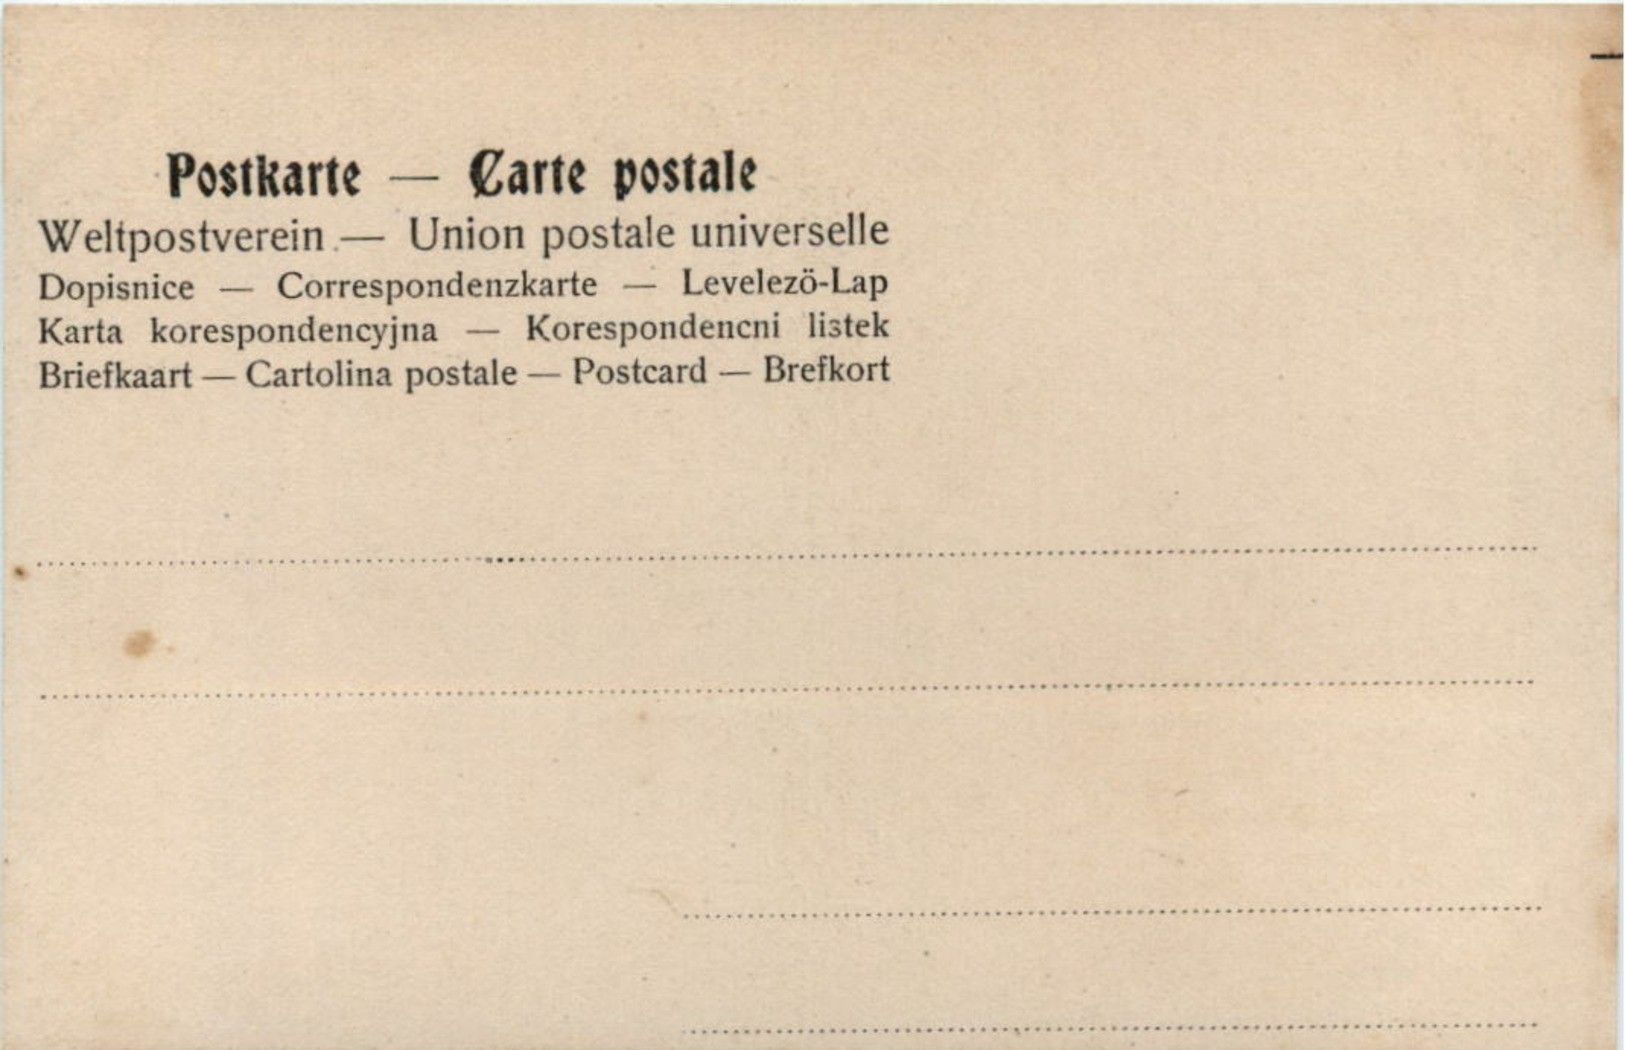 Postkarte — Carte postale
Weltpostverein — Union postale universelle
Dopisnice — Correspondenzkarte — Levelezö-Lap
Karta korespondencyjna — Korespondencni listek
Briefkaart — Cartolina postale — Postcard — Brefkort